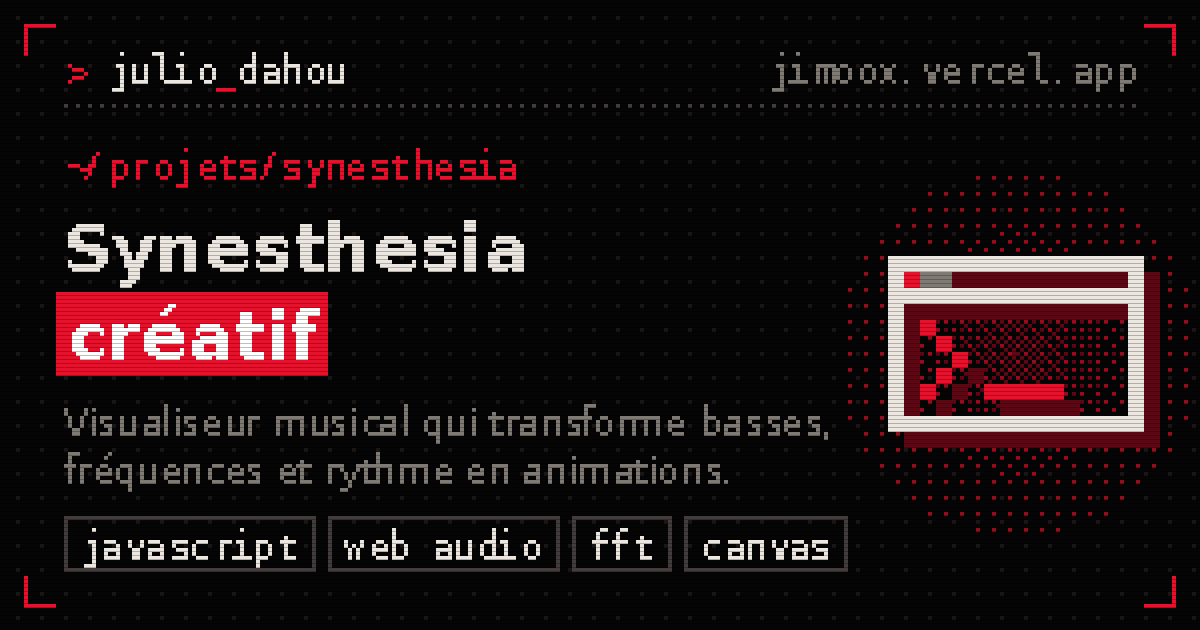 > julio_dahou
jimoox.vercel.app
~/projets/synesthesia
Synesthesia
créatif
Visualiseur musical qui transforme basses,
fréquences et rythme en animations.
javascript
web audio
fft
canvas